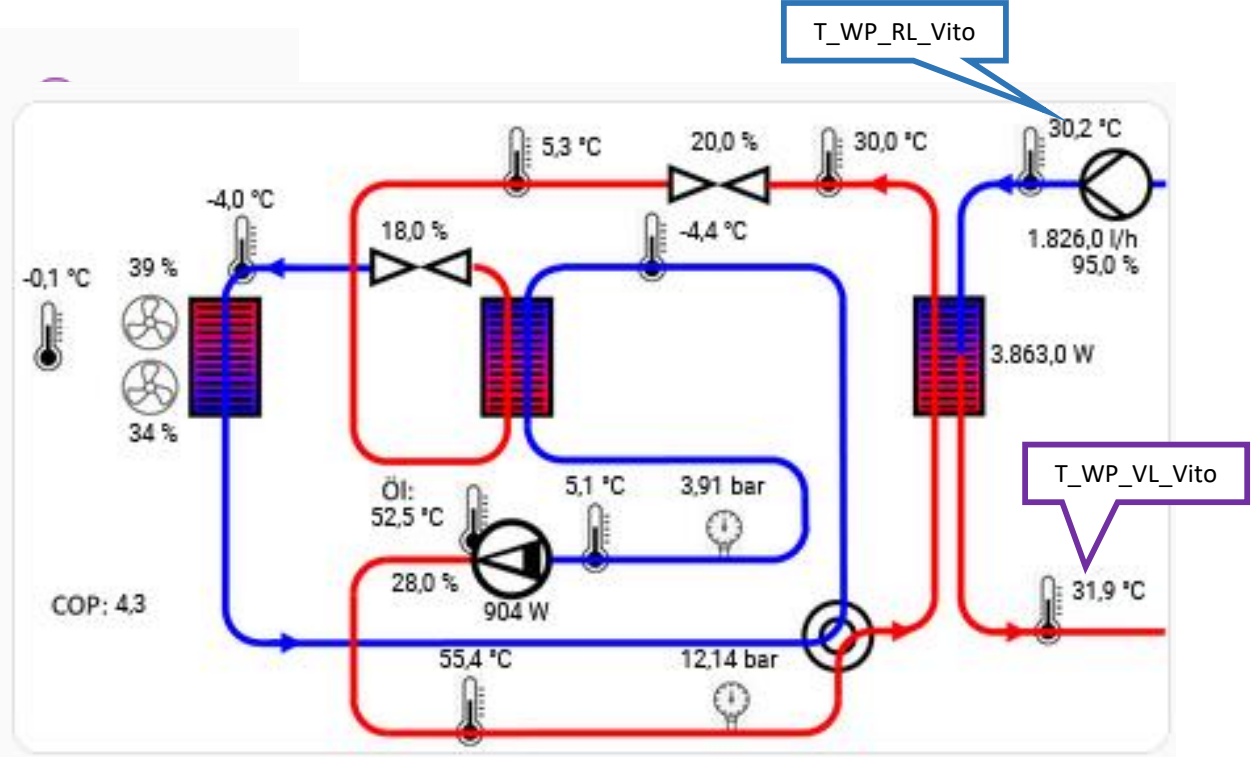 T_WP_RL_Vito
30,2 °C
5,3 °C
20,0 %
30,0 °C
-4,0 °C
18,0 %
-4,4 °C
1.826,0 l/h
95,0 %
-0,1 °C
39 %
34 %
3.863,0 W
T_WP_VL_Vito
Öl:
52,5 °C
5,1 °C
3,91 bar
28,0 %
904 W
COP: 4,3
31,9 °C
55,4 °C
12,14 bar